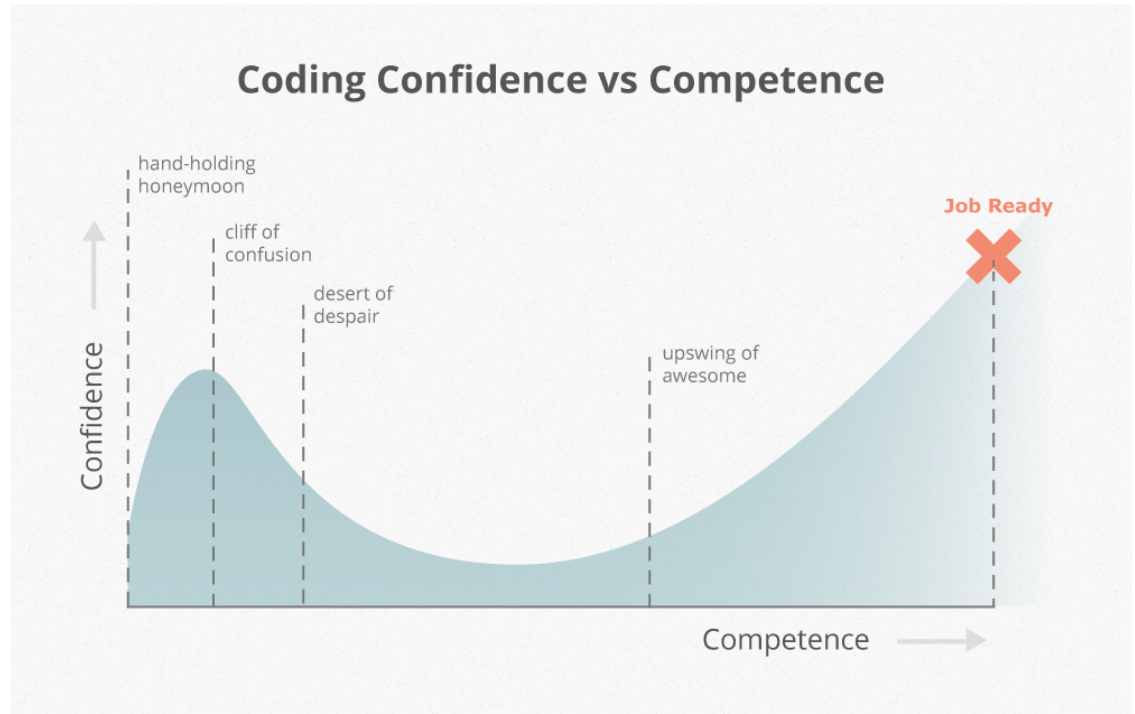 Coding Confidence vs Competence
hand-holding
honeymoon
cliff of
confusion
desert of
despair
upswing of
awesome
Job Ready
Confidence
Competence